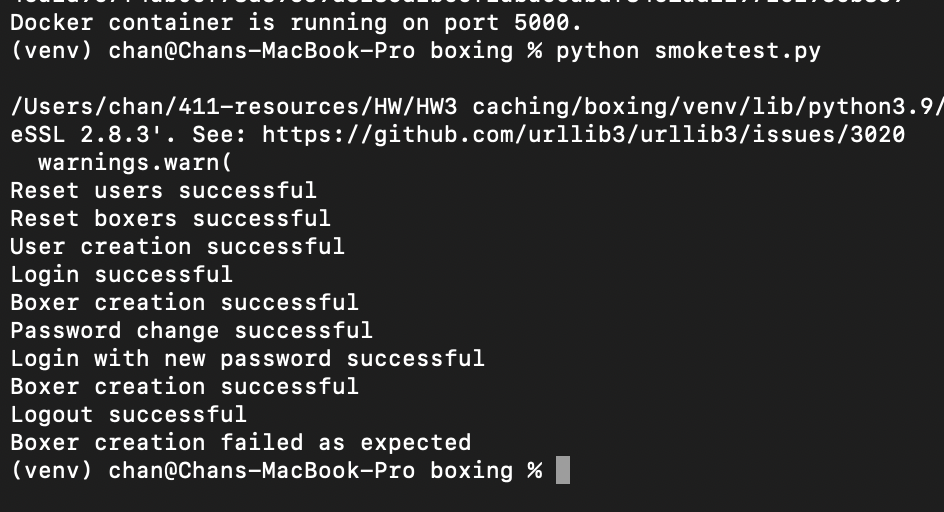 Docker container is running on port 5000.
(venv) chan@Chans-MacBook-Pro boxing % python smoketest.py
/Users/chan/411-resources/HW/HW3 caching/boxing/venv/lib/python3.9/
eSSL 2.8.3'. See: https://github.com/urllib3/urllib3/issues/3020
  warnings.warn(
Reset users successful
Reset boxers successful
User creation successful
Login successful
Boxer creation successful
Password change successful
Login with new password successful
Boxer creation successful
Logout successful
Boxer creation failed as expected
(venv) chan@Chans-MacBook-Pro boxing %